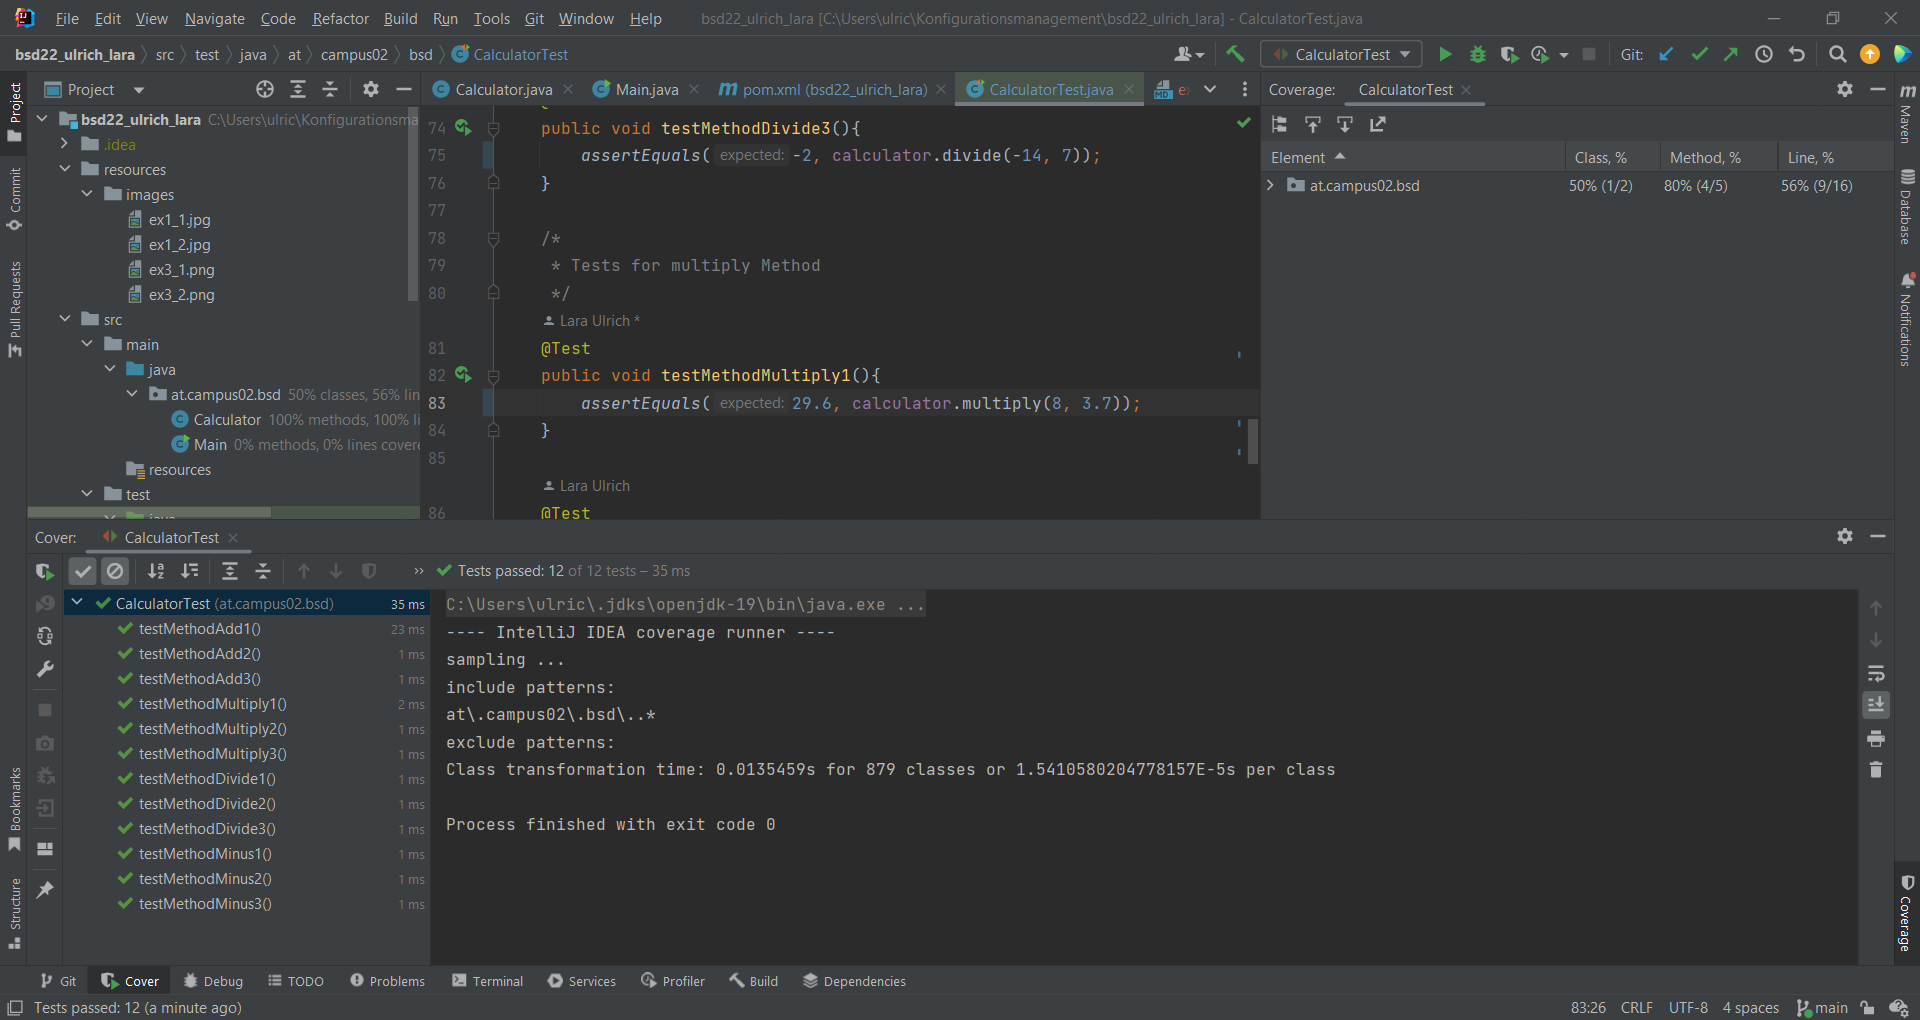 File Edit View Navigate Code Refactor Build Run Tools Git Window Help bsd22_ulrich_lara [C:\Users\ulric\Konfigurationsmanagement\bsd22_ulrich_lara] - CalculatorTest.java
bsd22_ulrich_lara src test java at campus02 bsd CalculatorTest CalculatorTest Git:
Project Calculator.java Main.java pom.xml (bsd22_ulrich_lara) CalculatorTest.java Coverage: CalculatorTest
bsd22_ulrich_lara C:\Users\ulric\Konfigurationsma
.idea
resources
images
ex1_1.jpg
ex1_2.jpg
ex3_1.png
ex3_2.png
src
main
java
at.campus02.bsd 50% classes, 56% lin
Calculator 100% methods, 100% li
Main 0% methods, 0% lines covere
resources
test
java
74 public void testMethodDivide3(){
75 assertEquals( expected: -2, calculator.divide(-14, 7));
76 }
77
78 /*
79 * Tests for multiply Method
80 */
Lara Ulrich *
81 @Test
82 public void testMethodMultiply1(){
83 assertEquals( expected: 29.6, calculator.multiply(8, 3.7));
84 }
85
Lara Ulrich
86 @Test
Element Class, % Method, % Line, %
at.campus02.bsd 50% (1/2) 80% (4/5) 56% (9/16)
Project
Commit
Pull Requests
Bookmarks
Structure
Maven
Database
Notifications
Coverage
Cover: CalculatorTest
Tests passed: 12 of 12 tests – 35 ms
CalculatorTest (at.campus02.bsd) 35 ms
testMethodAdd1() 23 ms
testMethodAdd2() 1 ms
testMethodAdd3() 1 ms
testMethodMultiply1() 2 ms
testMethodMultiply2() 1 ms
testMethodMultiply3() 1 ms
testMethodDivide1() 1 ms
testMethodDivide2() 1 ms
testMethodDivide3() 1 ms
testMethodMinus1() 1 ms
testMethodMinus2() 1 ms
testMethodMinus3() 1 ms
C:\Users\ulric\.jdks\openjdk-19\bin\java.exe ...
---- IntelliJ IDEA coverage runner ----
sampling ...
include patterns:
at\.campus02\.bsd\..*
exclude patterns:
Class transformation time: 0.0135459s for 879 classes or 1.5410580204778157E-5s per class
Process finished with exit code 0
Git Cover Debug TODO Problems Terminal Services Profiler Build Dependencies
Tests passed: 12 (a minute ago) 83:26 CRLF UTF-8 4 spaces main